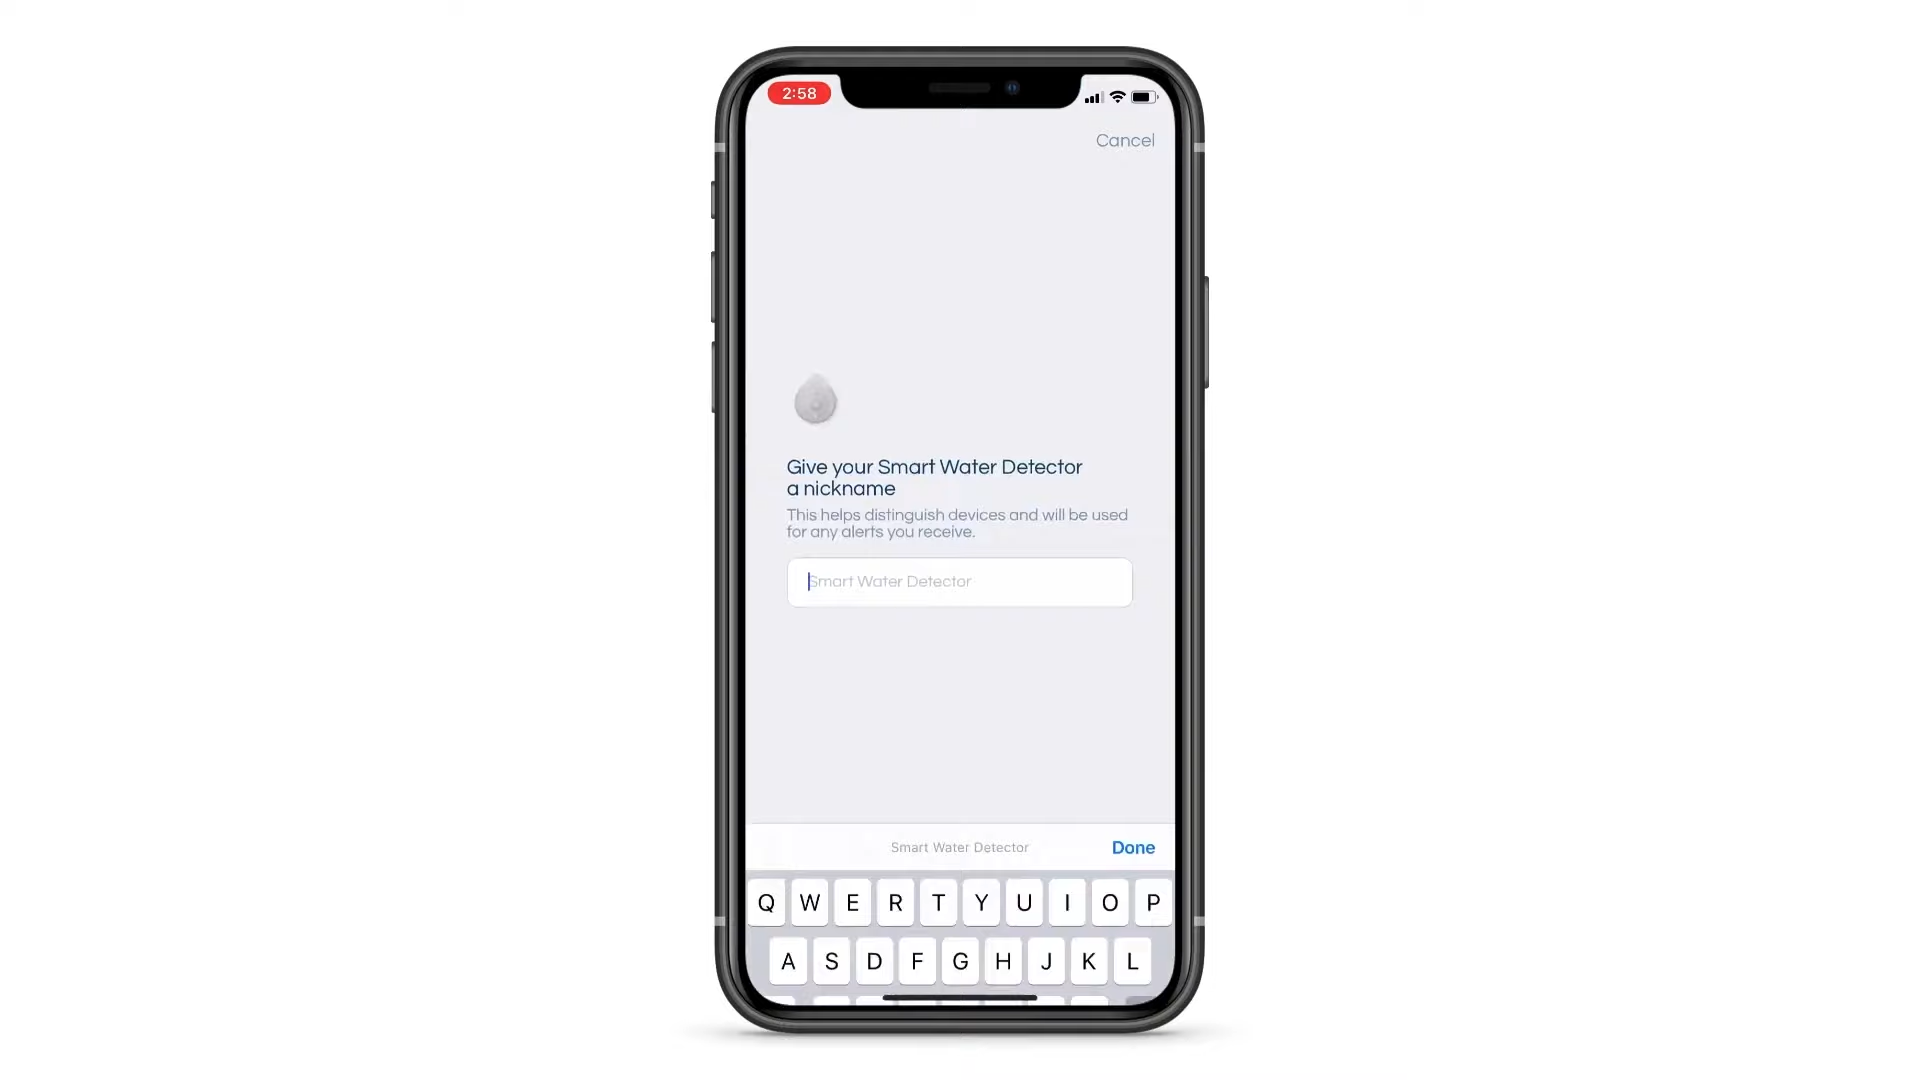 2:58
Cancel
Give your Smart Water Detector
a nickname
This helps distinguish devices and will be used
for any alerts you receive.
Smart Water Detector
Smart Water Detector
Done
Q W E R T Y U I O P
A S D F G H J K L